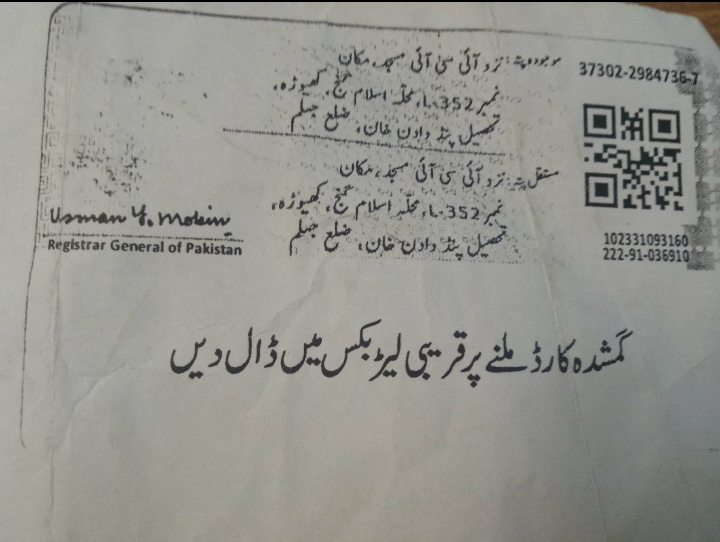 37302-2984736-7
موجودہ پتہ: نزد آئی سی آئی مسجد، مکان
نمبر L-352، محلہ اسلام گنج، کھیوڑہ،
تحصیل پنڈ دادن خان، ضلع جہلم
مستقل پتہ: نزد آئی سی آئی مسجد، مکان
نمبر L-352، محلہ اسلام گنج، کھیوڑہ،
تحصیل پنڈ دادن خان، ضلع جہلم
102331093160
222-91-036910
Usman Y. Mobin
Registrar General of Pakistan
گمشدہ کارڈ ملنے پر قریبی لیڑ بکس میں ڈال دیں